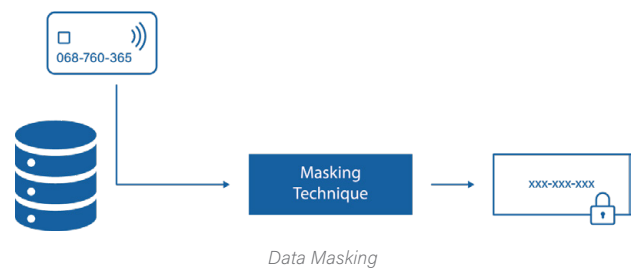 068-760-365
Masking
Technique
xxx-xxx-xxx
Data Masking